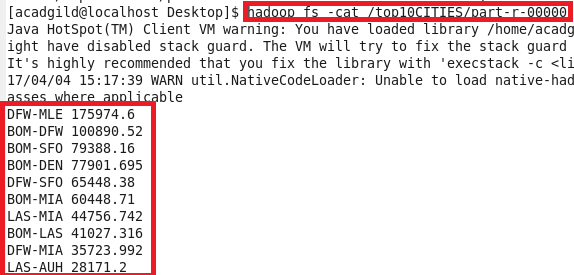 [acadgild@localhost Desktop]$ hadoop fs -cat /top10CITIES/part-r-00000
Java HotSpot(TM) Client VM warning: You have loaded library /home/acadg
ight have disabled stack guard. The VM will try to fix the stack guard
It's highly recommended that you fix the library with 'execstack -c <li
17/04/04 15:17:39 WARN util.NativeCodeLoader: Unable to load native-had
asses where applicable
DFW-MLE 175974.6
BOM-DFW 100890.52
BOM-SFO 79388.16
BOM-DEN 77901.695
DFW-SFO 65448.38
BOM-MIA 60448.71
LAS-MIA 44756.742
BOM-LAS 41027.316
DFW-MIA 35723.992
LAS-AUH 28171.2